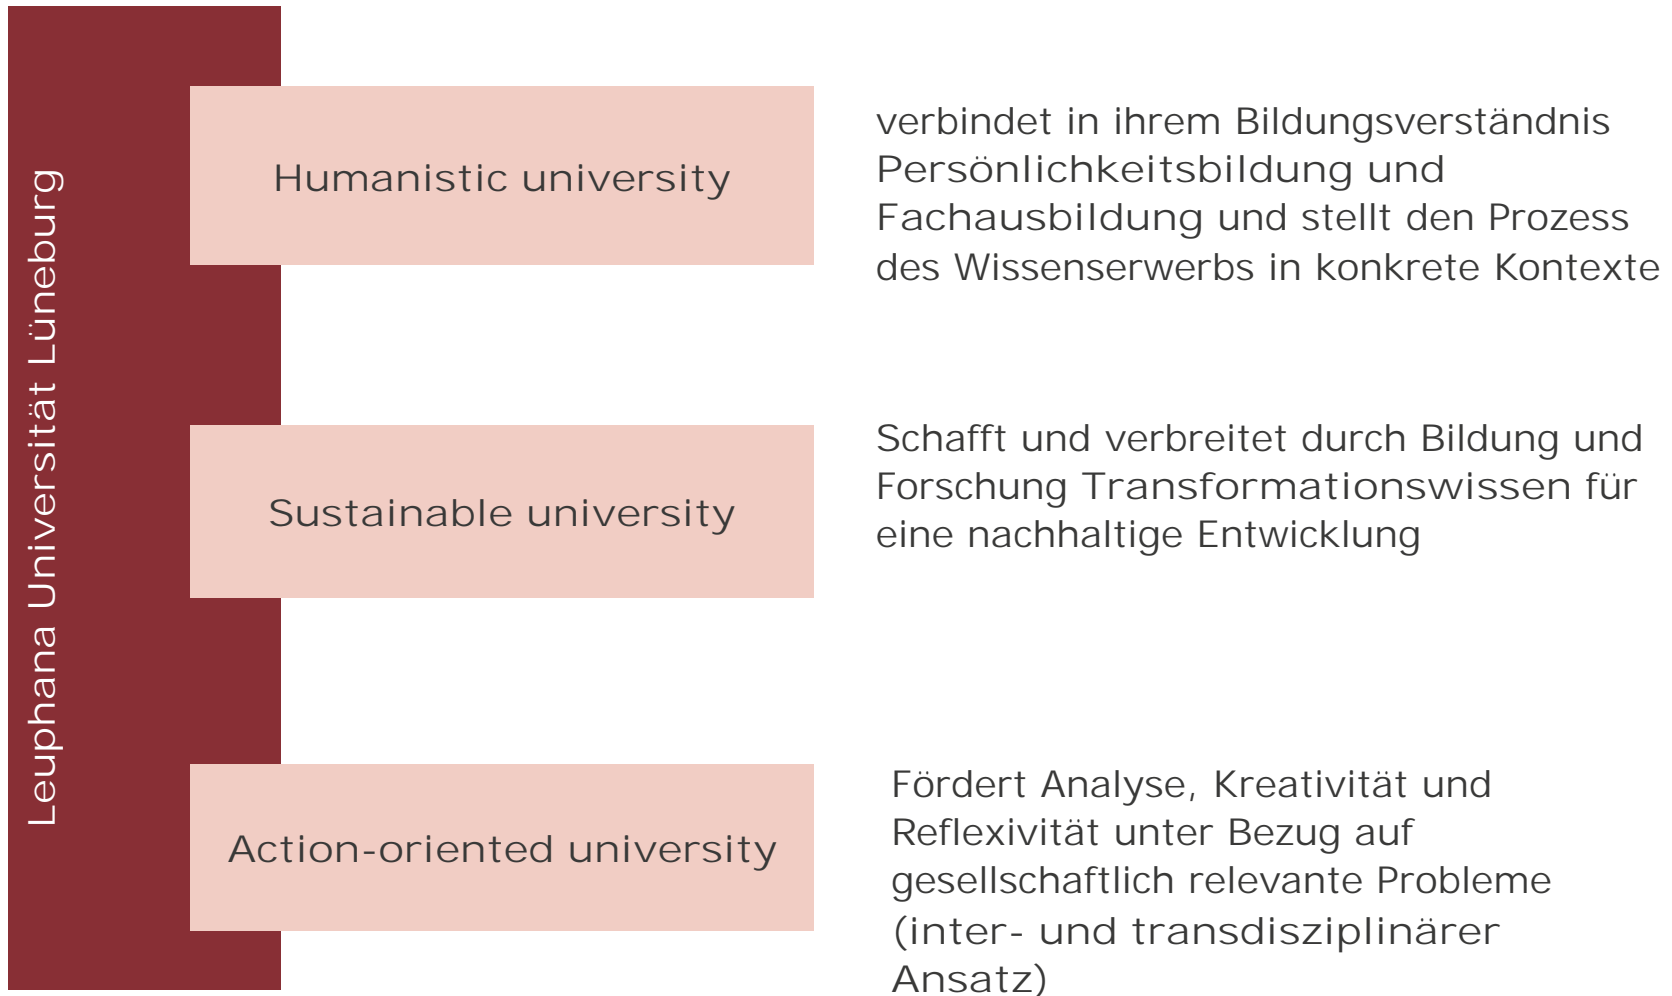 Leuphana Universität Lüneburg
Humanistic university
verbindet in ihrem Bildungsverständnis
Persönlichkeitsbildung und
Fachausbildung und stellt den Prozess
des Wissenserwerbs in konkrete Kontexte
Sustainable university
Schafft und verbreitet durch Bildung und
Forschung Transformationswissen für
eine nachhaltige Entwicklung
Action-oriented university
Fördert Analyse, Kreativität und
Reflexivität unter Bezug auf
gesellschaftlich relevante Probleme
(inter- und transdisziplinärer
Ansatz)